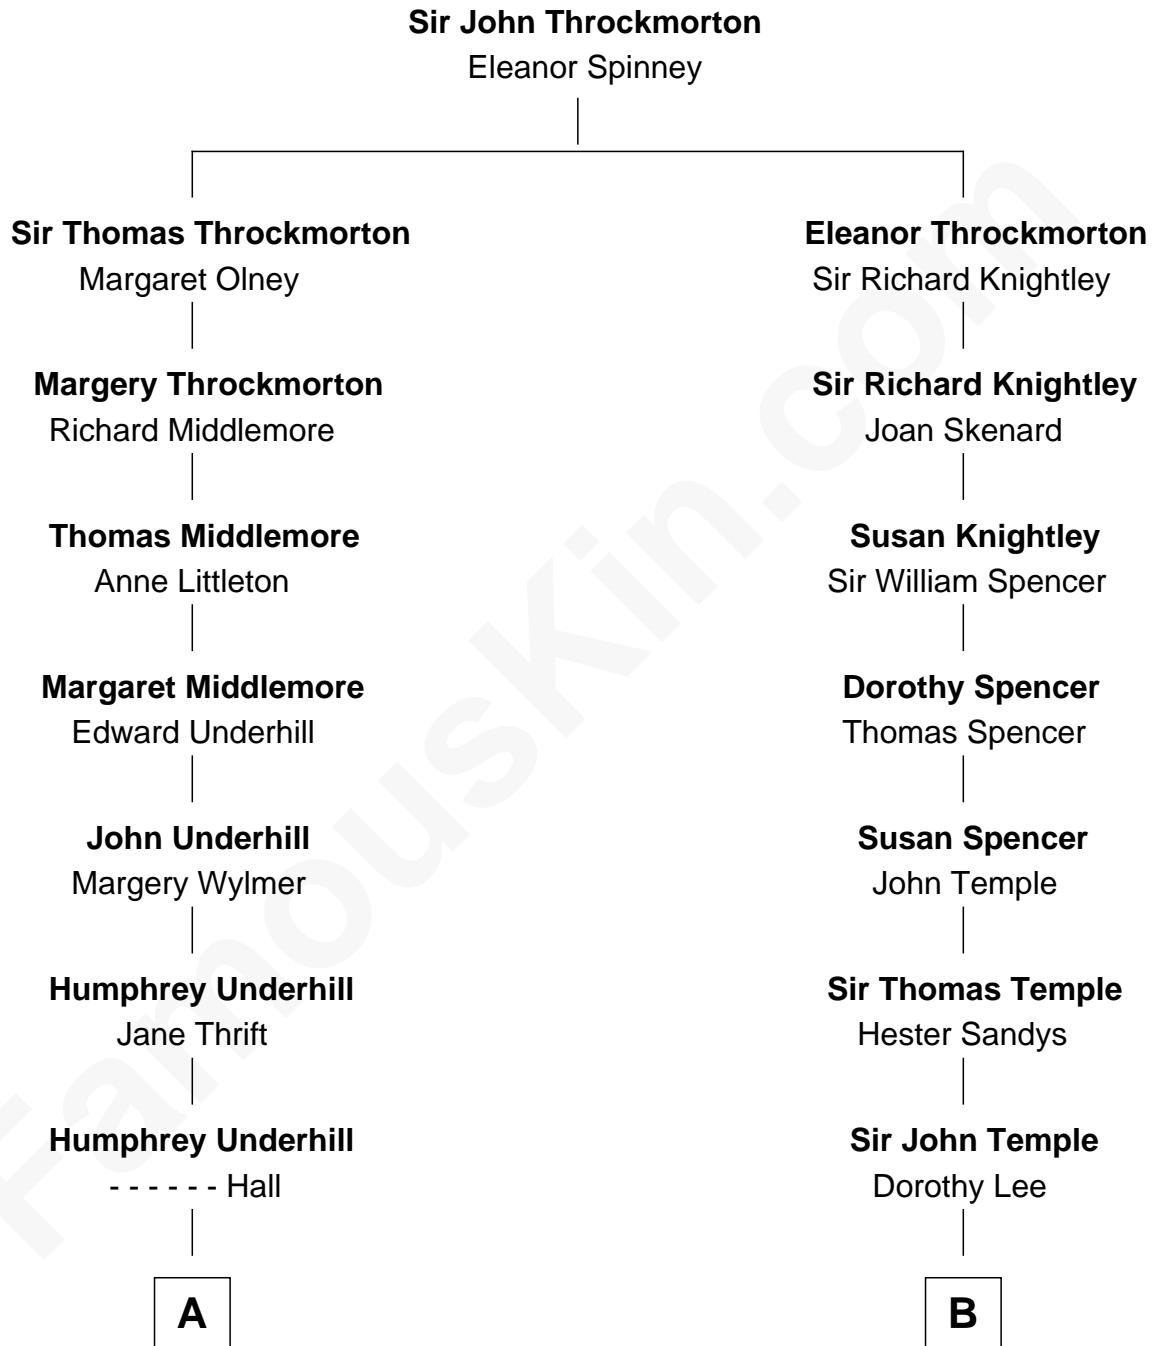 Sir John Throckmorton
Eleanor Spinney
Sir Thomas Throckmorton
Margaret Olney
Eleanor Throckmorton
Sir Richard Knightley
Margery Throckmorton
Richard Middlemore
Sir Richard Knightley
Joan Skenard
Thomas Middlemore
Anne Littleton
Susan Knightley
Sir William Spencer
Margaret Middlemore
Edward Underhill
Dorothy Spencer
Thomas Spencer
John Underhill
Margery Wylmer
Susan Spencer
John Temple
Humphrey Underhill
Jane Thrift
Sir Thomas Temple
Hester Sandys
Humphrey Underhill
- - - - - - Hall
Sir John Temple
Dorothy Lee
A
B
FamousKin.com